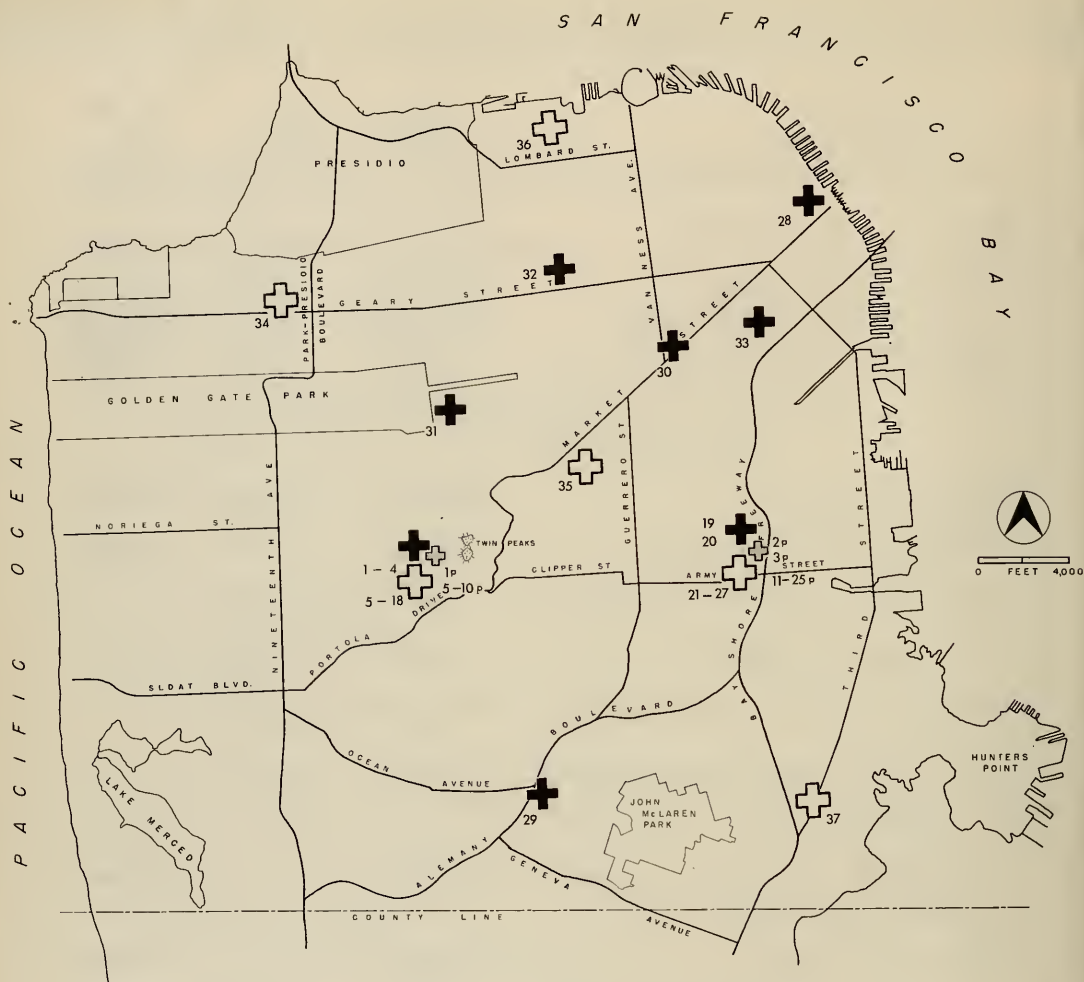 SAN FRANCISCO BAY
36
LOMBARD ST.
PRESIDIO
VAN NESS AVE.
28
32
GEARY STREET
34
PARK-PRESIDIO
BOULEVARD
33
30
MARKET STREET
GOLDEN GATE PARK
31
PACIFIC OCEAN
35
GUERRERO ST.
NINETEENTH AVE
NORIEGA ST.
TWIN PEAKS
1 - 4
1p
5 - 18
5 - 10 p
CLIPPER ST
19
20
FREEWAY
2p
3p
ARMY STREET
21 - 27
11 - 25 p
0 FEET 4,000
PORTOLA DRIVE
SLOAT BLVD.
BAY SHORE
THIRD STREET
BOULEVARD
OCEAN AVENUE
29
ALEMANY
LAKE MERCED
JOHN
McLAREN
PARK
37
HUNTERS
POINT
GENEVA AVENUE
COUNTY LINE